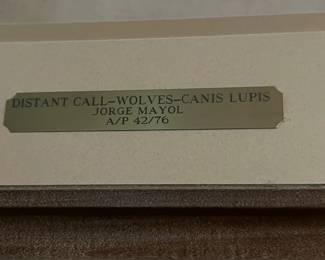 DISTANT CALL-WOLVES-CANIS LUPIS
JORGE MAYOL
A/P 42/76